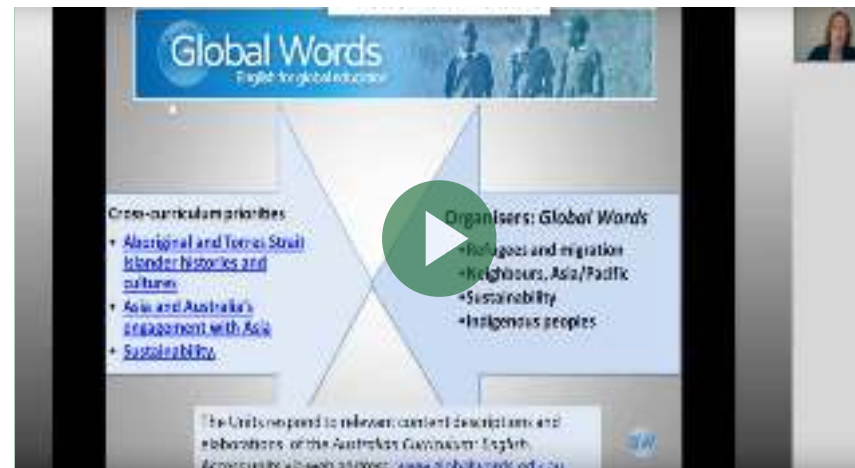 Global Words
English for global education
Cross-curriculum priorities
• Aboriginal and Torres Strait
Islander histories and
cultures
• Asia and Australia's
engagement with Asia
• Sustainability.
Organisers: Global Words
•Refugees and migration
•Neighbours, Asia/Pacific
•Sustainability
•Indigenous peoples
The Units respond to relevant content descriptions and
elaborations of the Australian Curriculum: English.